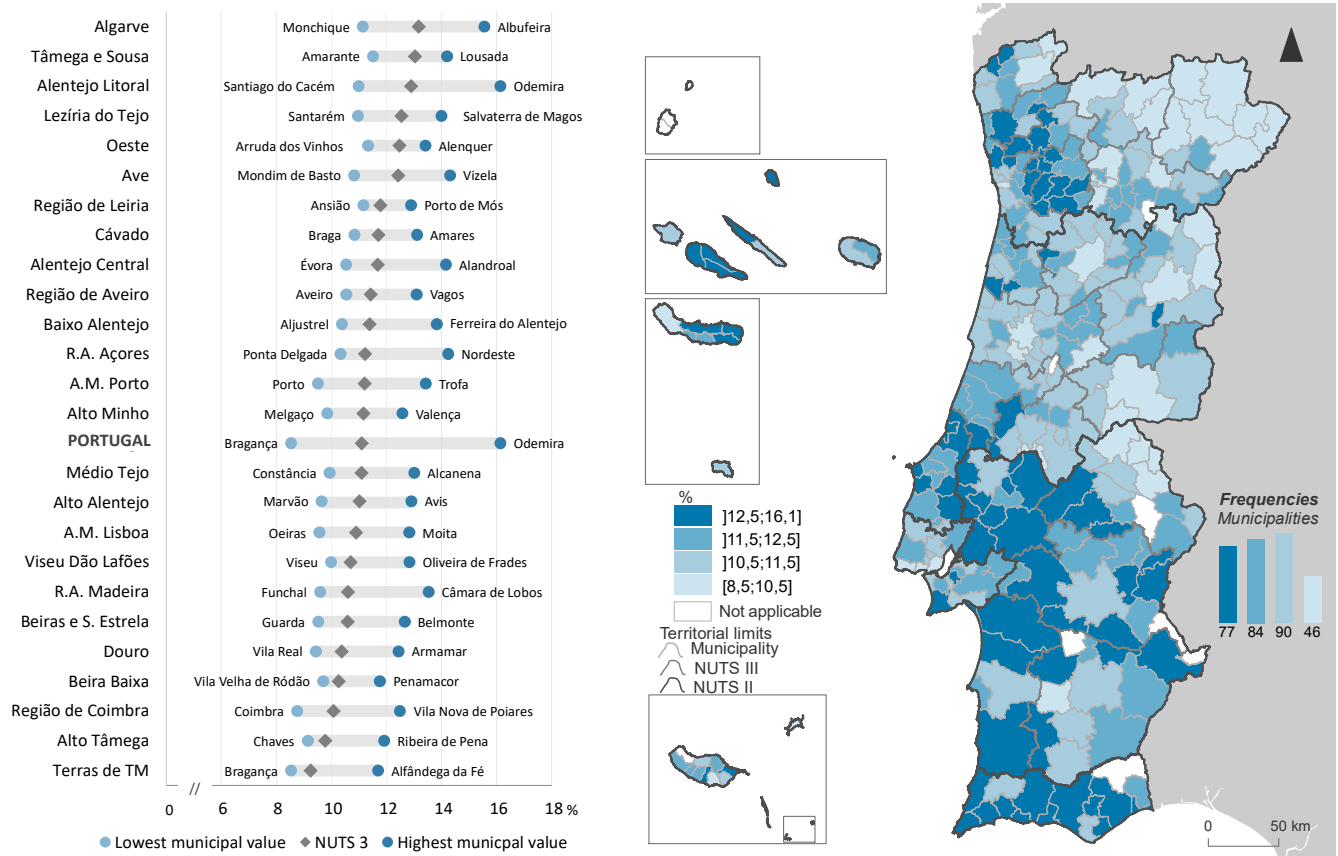 Algarve Monchique Albufeira
Tâmega e Sousa Amarante Lousada
Alentejo Litoral Santiago do Cacém Odemira
Lezíria do Tejo Santarém Salvaterra de Magos
Oeste Arruda dos Vinhos Alenquer
Ave Mondim de Basto Vizela
Região de Leiria Ansião Porto de Mós
Cávado Braga Amares
Alentejo Central Évora Alandroal
Região de Aveiro Aveiro Vagos
Baixo Alentejo Aljustrel Ferreira do Alentejo
R.A. Açores Ponta Delgada Nordeste
A.M. Porto Porto Trofa
Alto Minho Melgaço Valença
PORTUGAL Bragança Odemira
Médio Tejo Constância Alcanena
Alto Alentejo Marvão Avis
A.M. Lisboa Oeiras Moita
Viseu Dão Lafões Viseu Oliveira de Frades
R.A. Madeira Funchal Câmara de Lobos
Beiras e S. Estrela Guarda Belmonte
Douro Vila Real Armamar
Beira Baixa Vila Velha de Ródão Penamacor
Região de Coimbra Coimbra Vila Nova de Poiares
Alto Tâmega Chaves Ribeira de Pena
Terras de TM Bragança Alfândega da Fé
0 // 6 8 10 12 14 16 18 %
Lowest municipal value NUTS 3 Highest municpal value
%
]12,5;16,1]
]11,5;12,5]
]10,5;11,5]
[8,5;10,5]
Not applicable
Territorial limits
Municipality
NUTS III
NUTS II
Frequencies
Municipalities
77 84 90 46
0 50 km